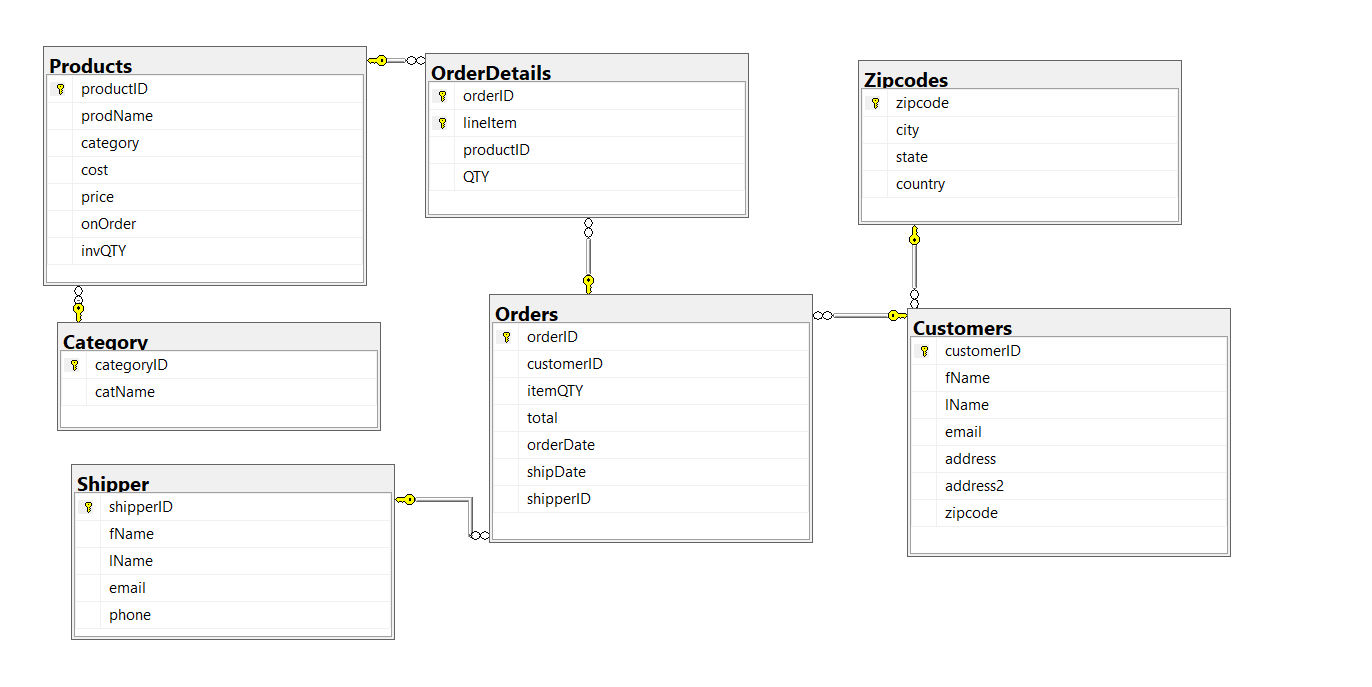 Products
productID
prodName
category
cost
price
onOrder
invQTY
OrderDetails
orderID
lineItem
productID
QTY
Zipcodes
zipcode
city
state
country
Category
categoryID
catName
Orders
orderID
customerID
itemQTY
total
orderDate
shipDate
shipperID
Customers
customerID
fName
lName
email
address
address2
zipcode
Shipper
shipperID
fName
lName
email
phone